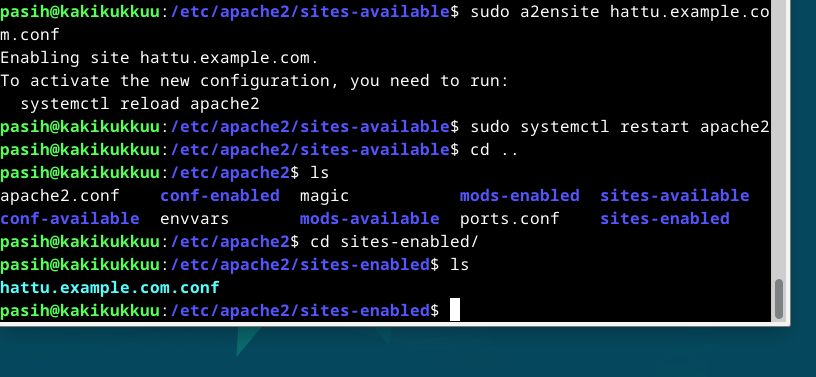 pasih@kakikukkuu:/etc/apache2/sites-available$ sudo a2ensite hattu.example.co
m.conf
Enabling site hattu.example.com.
To activate the new configuration, you need to run:
  systemctl reload apache2
pasih@kakikukkuu:/etc/apache2/sites-available$ sudo systemctl restart apache2
pasih@kakikukkuu:/etc/apache2/sites-available$ cd ..
pasih@kakikukkuu:/etc/apache2$ ls
apache2.conf    conf-enabled  magic           mods-enabled  sites-available
conf-available  envvars       mods-available  ports.conf    sites-enabled
pasih@kakikukkuu:/etc/apache2$ cd sites-enabled/
pasih@kakikukkuu:/etc/apache2/sites-enabled$ ls
hattu.example.com.conf
pasih@kakikukkuu:/etc/apache2/sites-enabled$